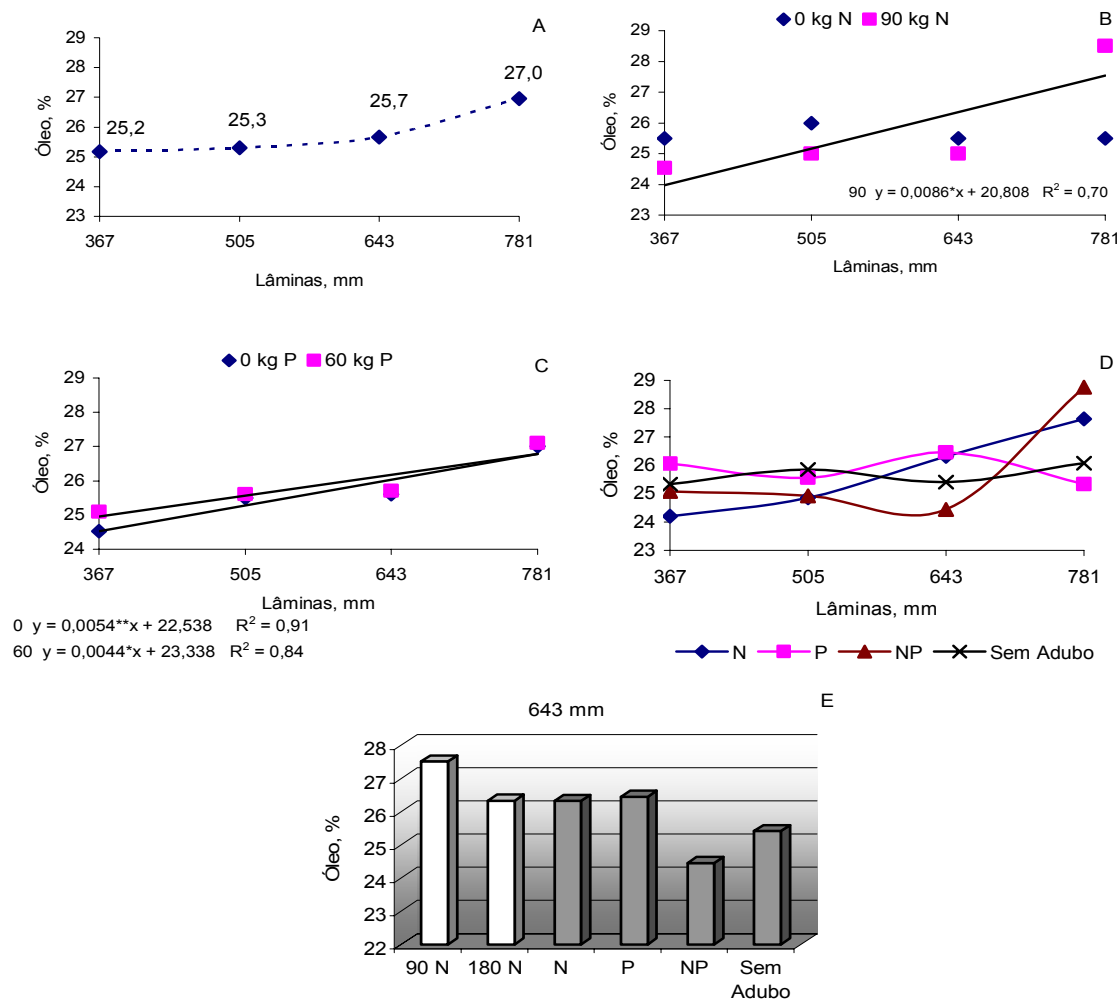 A
Óleo, %
29
28
27
26
25
24
23
25,2
25,3
25,7
27,0
367 505 643 781
Lâminas, mm
0 kg N 90 kg N
B
Óleo, %
29
28
27
26
25
24
23
90 y = 0,0086*x + 20,808 R² = 0,70
367 505 643 781
Lâminas, mm
0 kg P 60 kg P
C
Óleo, %
29
28
27
26
25
24
367 505 643 781
Lâminas, mm
0 y = 0,0054**x + 22,538 R² = 0,91
60 y = 0,0044*x + 23,338 R² = 0,84
D
Óleo, %
29
28
27
26
25
24
23
367 505 643 781
Lâminas, mm
N P NP Sem Adubo
643 mm
E
Óleo, %
28
27
26
25
24
23
22
90 N 180 N N P NP Sem
Adubo